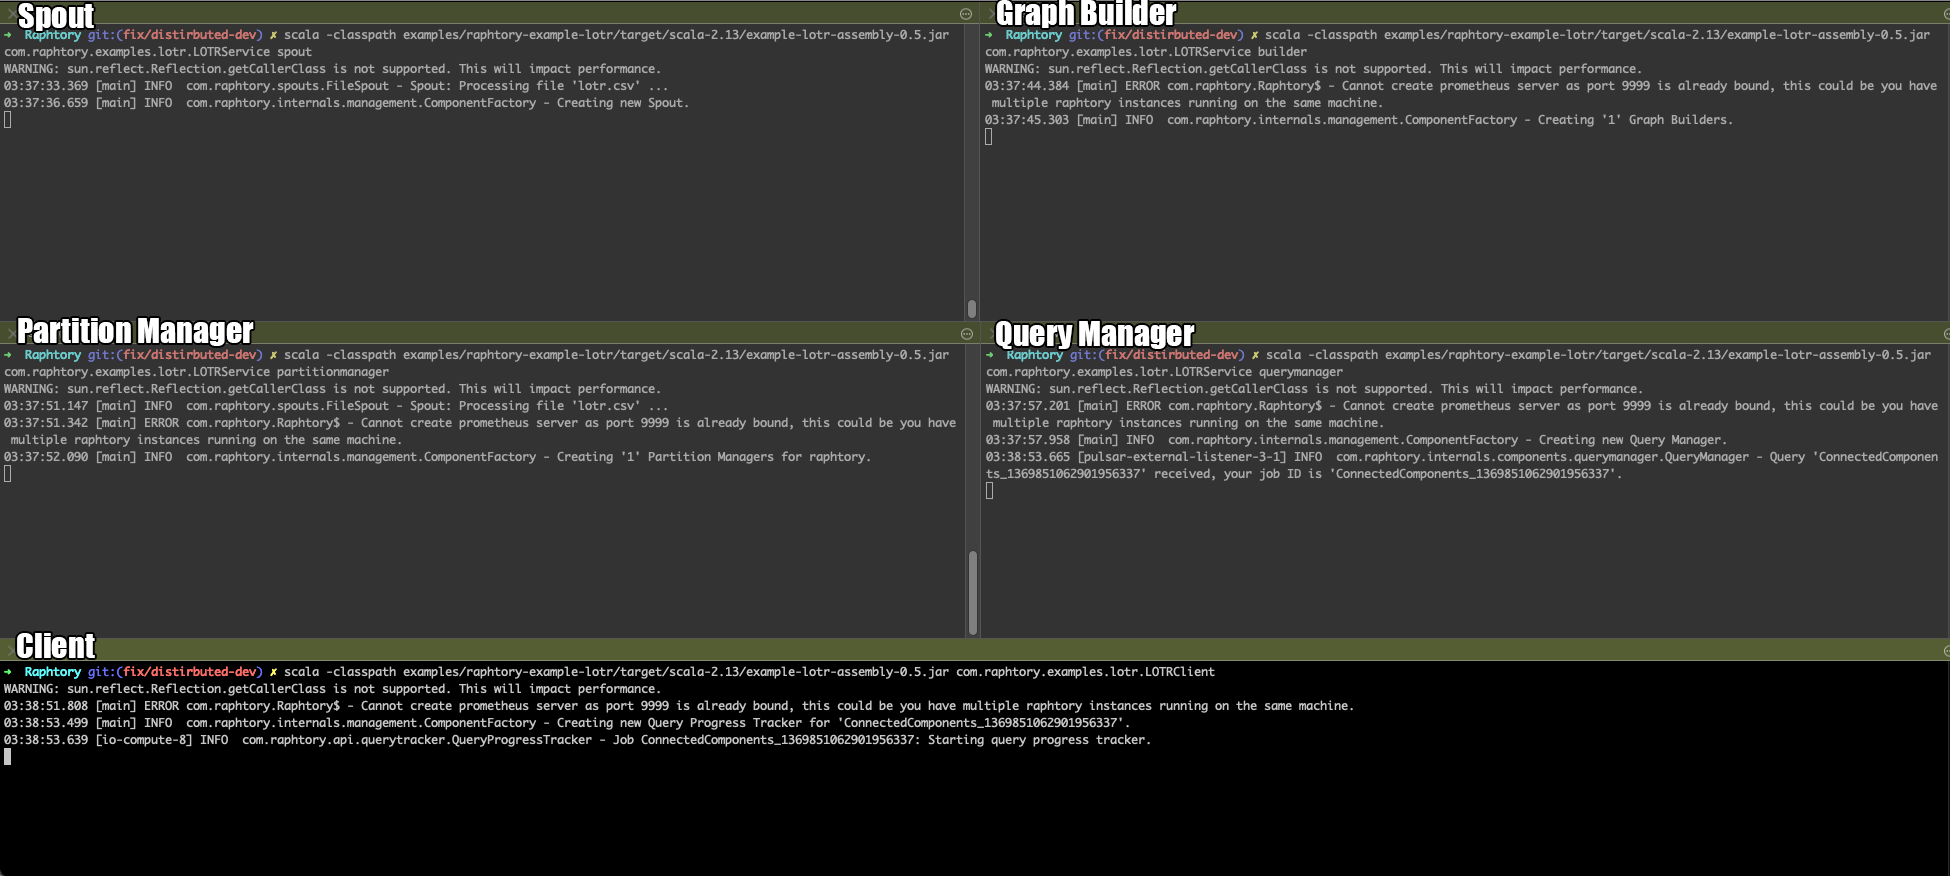 Spout
➜  Raphtory git:(fix/distirbuted-dev) ✗ scala -classpath examples/raphtory-example-lotr/target/scala-2.13/example-lotr-assembly-0.5.jar
com.raphtory.examples.lotr.LOTRService spout
WARNING: sun.reflect.Reflection.getCallerClass is not supported. This will impact performance.
03:37:33.369 [main] INFO  com.raphtory.spouts.FileSpout - Spout: Processing file 'lotr.csv' ...
03:37:36.659 [main] INFO  com.raphtory.internals.management.ComponentFactory - Creating new Spout.
Graph Builder
➜  Raphtory git:(fix/distirbuted-dev) ✗ scala -classpath examples/raphtory-example-lotr/target/scala-2.13/example-lotr-assembly-0.5.jar
com.raphtory.examples.lotr.LOTRService builder
WARNING: sun.reflect.Reflection.getCallerClass is not supported. This will impact performance.
03:37:44.384 [main] ERROR com.raphtory.Raphtory$ - Cannot create prometheus server as port 9999 is already bound, this could be you have
multiple raphtory instances running on the same machine.
03:37:45.303 [main] INFO  com.raphtory.internals.management.ComponentFactory - Creating '1' Graph Builders.
Partition Manager
➜  Raphtory git:(fix/distirbuted-dev) ✗ scala -classpath examples/raphtory-example-lotr/target/scala-2.13/example-lotr-assembly-0.5.jar
com.raphtory.examples.lotr.LOTRService partitionmanager
WARNING: sun.reflect.Reflection.getCallerClass is not supported. This will impact performance.
03:37:51.147 [main] INFO  com.raphtory.spouts.FileSpout - Spout: Processing file 'lotr.csv' ...
03:37:51.342 [main] ERROR com.raphtory.Raphtory$ - Cannot create prometheus server as port 9999 is already bound, this could be you have
multiple raphtory instances running on the same machine.
03:37:52.090 [main] INFO  com.raphtory.internals.management.ComponentFactory - Creating '1' Partition Managers for raphtory.
Query Manager
➜  Raphtory git:(fix/distirbuted-dev) ✗ scala -classpath examples/raphtory-example-lotr/target/scala-2.13/example-lotr-assembly-0.5.jar
com.raphtory.examples.lotr.LOTRService querymanager
WARNING: sun.reflect.Reflection.getCallerClass is not supported. This will impact performance.
03:37:57.201 [main] ERROR com.raphtory.Raphtory$ - Cannot create prometheus server as port 9999 is already bound, this could be you have
multiple raphtory instances running on the same machine.
03:37:57.958 [main] INFO  com.raphtory.internals.management.ComponentFactory - Creating new Query Manager.
03:38:53.665 [pulsar-external-listener-3-1] INFO  com.raphtory.internals.components.querymanager.QueryManager - Query 'ConnectedComponen
ts_1369851062901956337' received, your job ID is 'ConnectedComponents_1369851062901956337'.
Client
➜  Raphtory git:(fix/distirbuted-dev) ✗ scala -classpath examples/raphtory-example-lotr/target/scala-2.13/example-lotr-assembly-0.5.jar com.raphtory.examples.lotr.LOTRClient
WARNING: sun.reflect.Reflection.getCallerClass is not supported. This will impact performance.
03:38:51.808 [main] ERROR com.raphtory.Raphtory$ - Cannot create prometheus server as port 9999 is already bound, this could be you have multiple raphtory instances running on the same machine.
03:38:53.499 [main] INFO  com.raphtory.internals.management.ComponentFactory - Creating new Query Progress Tracker for 'ConnectedComponents_1369851062901956337'.
03:38:53.639 [io-compute-8] INFO  com.raphtory.api.querytracker.QueryProgressTracker - Job ConnectedComponents_1369851062901956337: Starting query progress tracker.